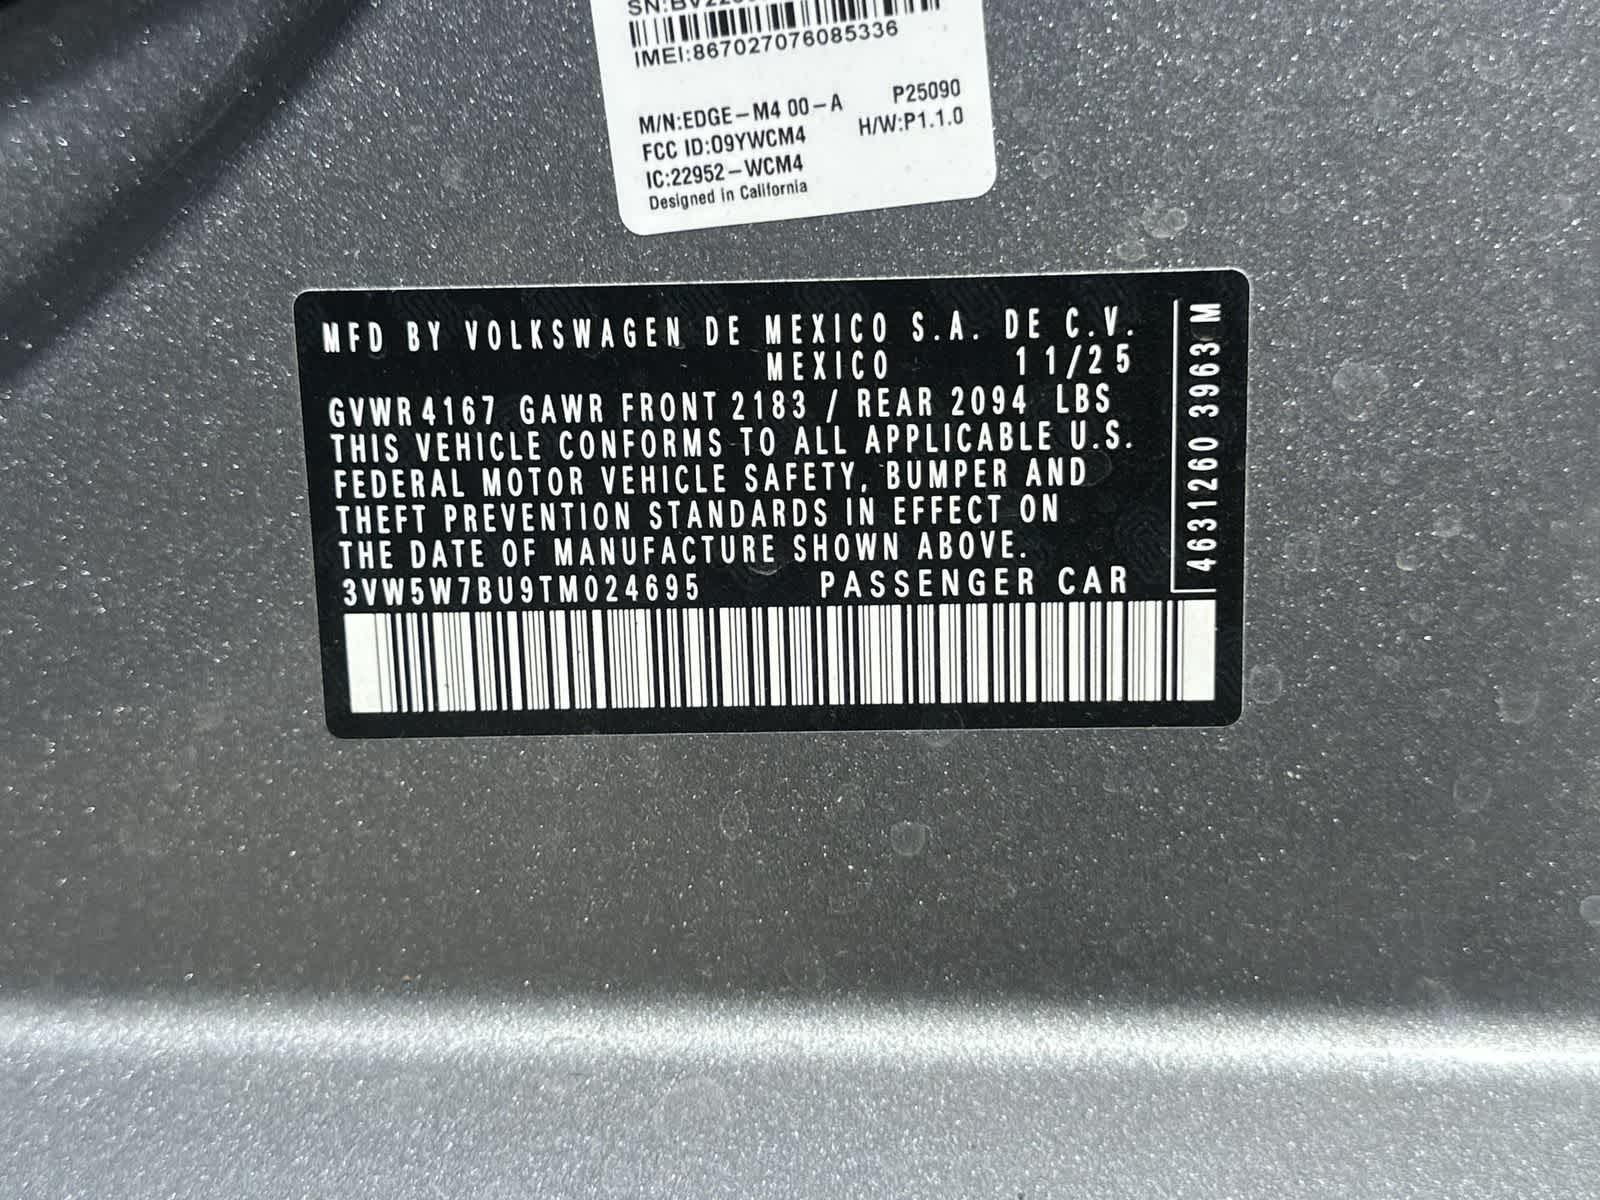 IMEI:867027076085336
M/N:EDGE-M4 00-A P25090
FCC ID:O9YWCM4 H/W:P1.1.0
IC:22952-WCM4
Designed in California
MFD BY VOLKSWAGEN DE MEXICO S.A. DE C.V.
MEXICO 11/25
GVWR 4167 GAWR FRONT 2183 / REAR 2094 LBS
THIS VEHICLE CONFORMS TO ALL APPLICABLE U.S.
FEDERAL MOTOR VEHICLE SAFETY, BUMPER AND
THEFT PREVENTION STANDARDS IN EFFECT ON
THE DATE OF MANUFACTURE SHOWN ABOVE.
3VW5W7BU9TM024695 PASSENGER CAR
4631260 3963 M